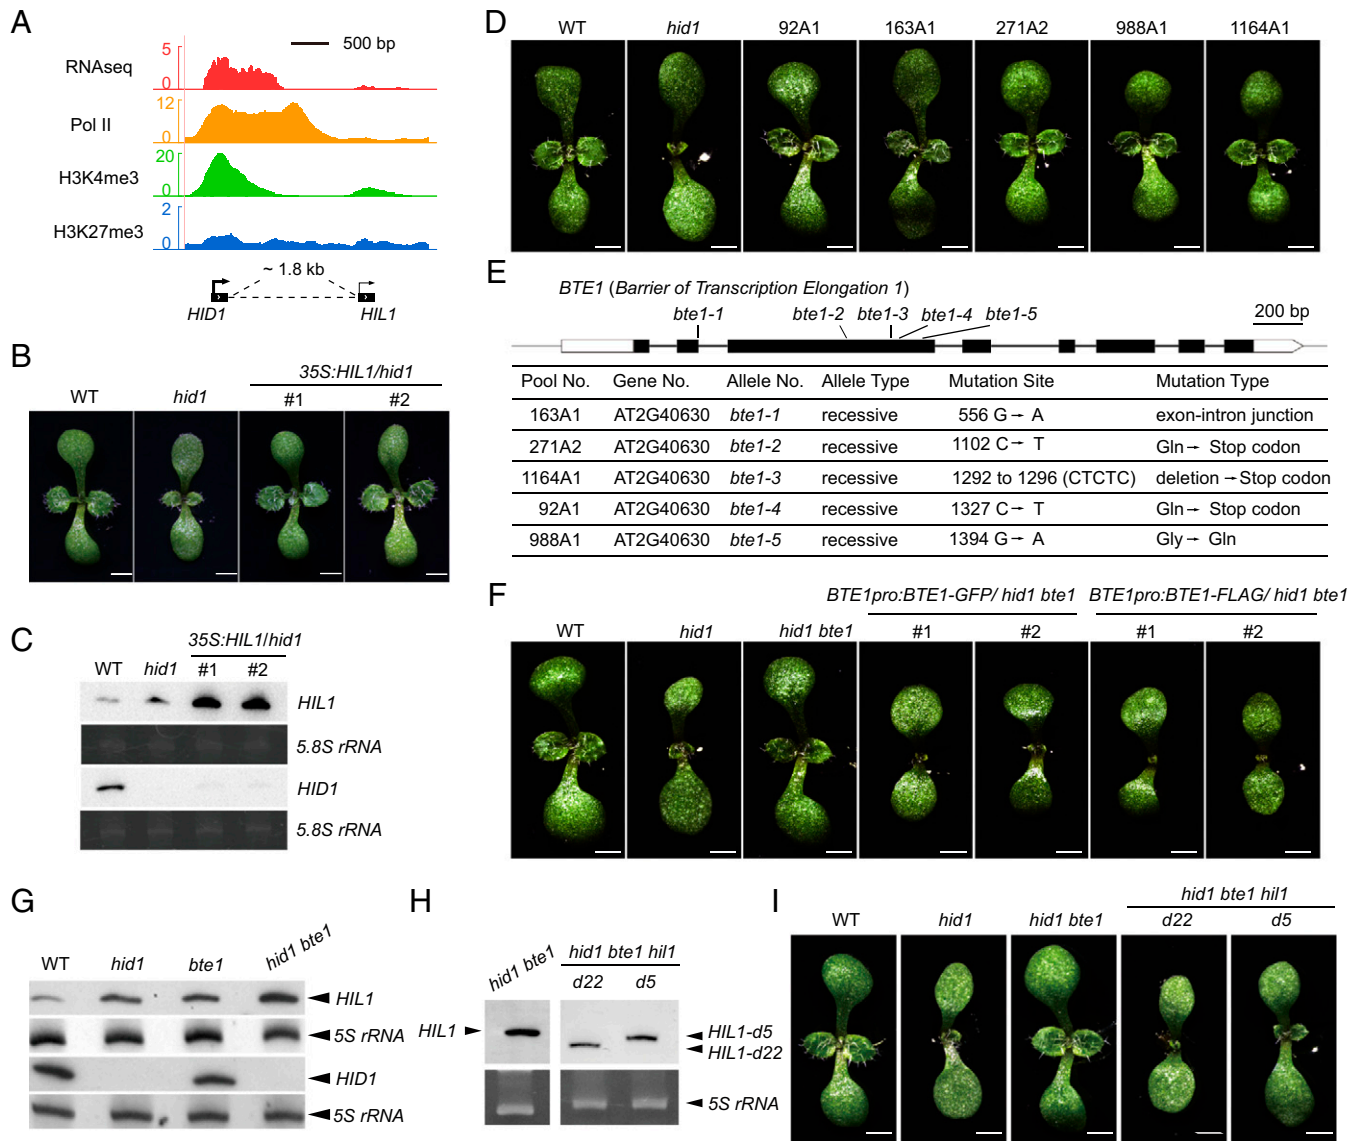 A
500 bp
RNAseq
5
0
Pol II
12
0
H3K4me3
20
0
H3K27me3
2
0
~ 1.8 kb
HID1
HIL1
B
35S:HIL1/hid1
WT
hid1
#1
#2
C
35S:HIL1/hid1
WT
hid1
#1
#2
HIL1
5.8S rRNA
HID1
5.8S rRNA
D
WT
hid1
92A1
163A1
271A2
988A1
1164A1
E
BTE1 (Barrier of Transcription Elongation 1)
200 bp
bte1-1
bte1-2
bte1-3
bte1-4
bte1-5
Pool No. Gene No. Allele No. Allele Type Mutation Site Mutation Type
163A1 AT2G40630 bte1-1 recessive 556 G→ A exon-intron junction
271A2 AT2G40630 bte1-2 recessive 1102 C→ T Gln→ Stop codon
1164A1 AT2G40630 bte1-3 recessive 1292 to 1296 (CTCTC) deletion →Stop codon
92A1 AT2G40630 bte1-4 recessive 1327 C→ T Gln→ Stop codon
988A1 AT2G40630 bte1-5 recessive 1394 G→ A Gly→ Gln
F
BTE1pro:BTE1-GFP/ hid1 bte1
BTE1pro:BTE1-FLAG/ hid1 bte1
WT
hid1
hid1 bte1
#1
#2
#1
#2
G
WT
hid1
bte1
hid1 bte1
HIL1
5S rRNA
HID1
5S rRNA
H
hid1 bte1
hid1 bte1 hil1
d22
d5
HIL1
HIL1-d5
HIL1-d22
5S rRNA
I
hid1 bte1 hil1
WT
hid1
hid1 bte1
d22
d5